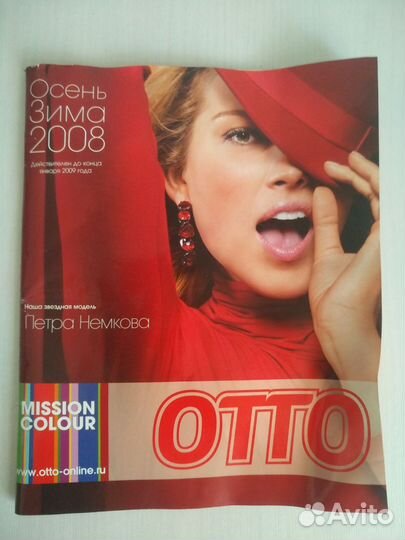 Осень
Зима
2008
Действителен до конца
января 2009 года
Наша звездная модель
Петра Немкова
MISSION
COLOUR
OTTO
www.otto-online.ru
Avito